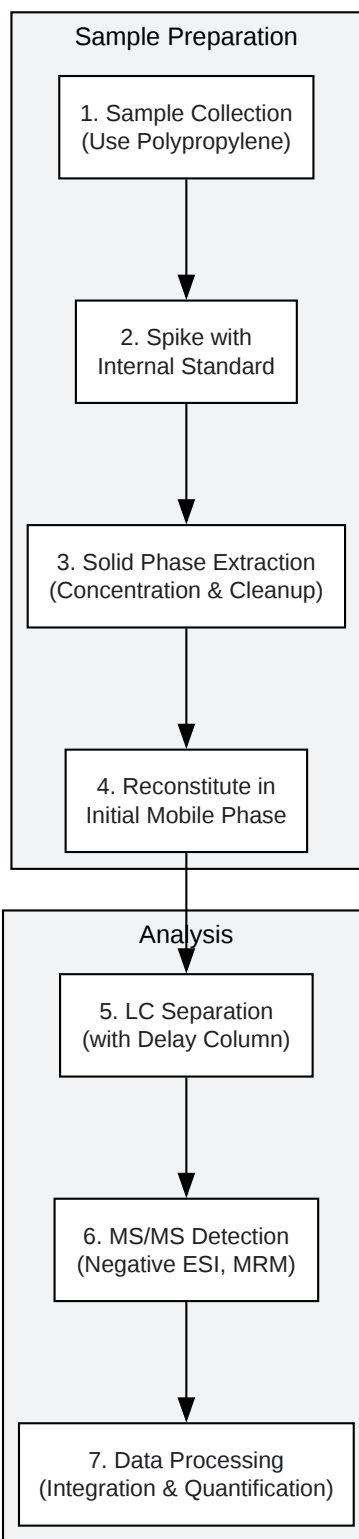 Sample Preparation
1. Sample Collection
(Use Polypropylene)
2. Spike with
Internal Standard
3. Solid Phase Extraction
(Concentration & Cleanup)
4. Reconstitute in
Initial Mobile Phase
Analysis
5. LC Separation
(with Delay Column)
6. MS/MS Detection
(Negative ESI, MRM)
7. Data Processing
(Integration & Quantification)